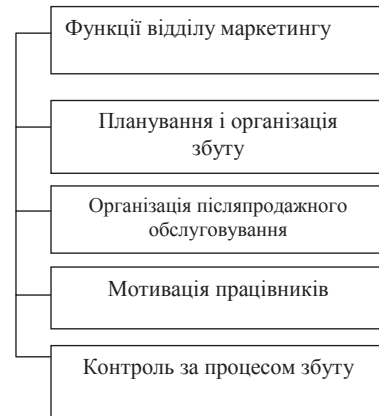 Функції відділу маркетингу
Планування і організація
збуту
Організація післяпродажного
обслуговування
Мотивація працівників
Контроль за процесом збуту